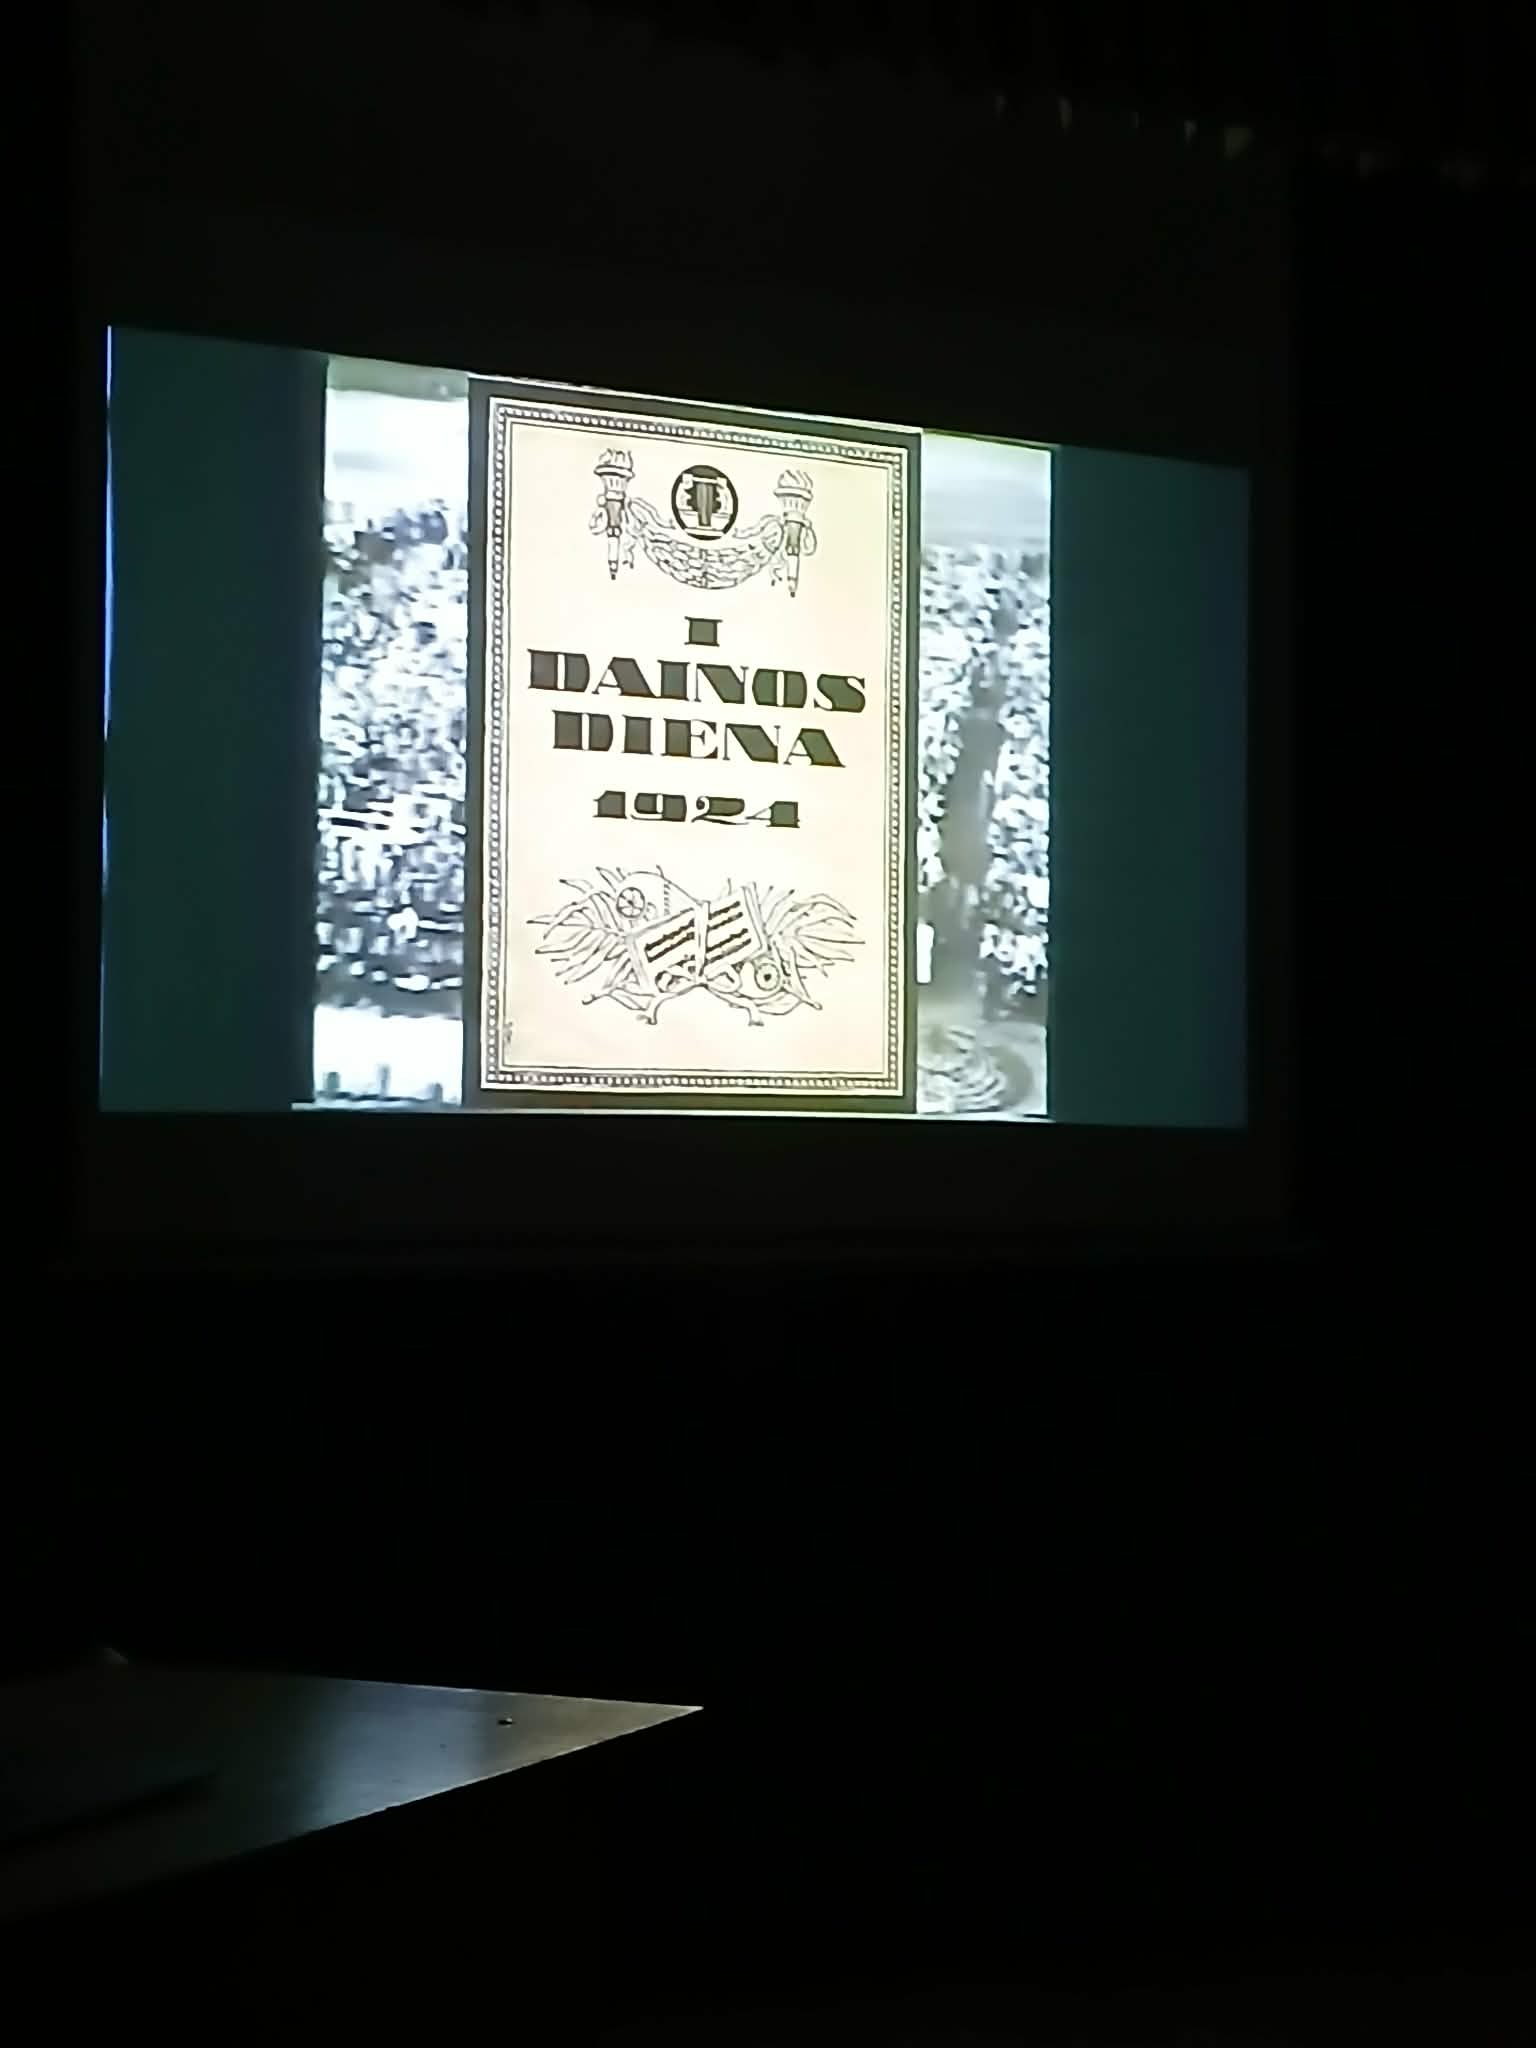 I
DAINOS
DIENA
1924